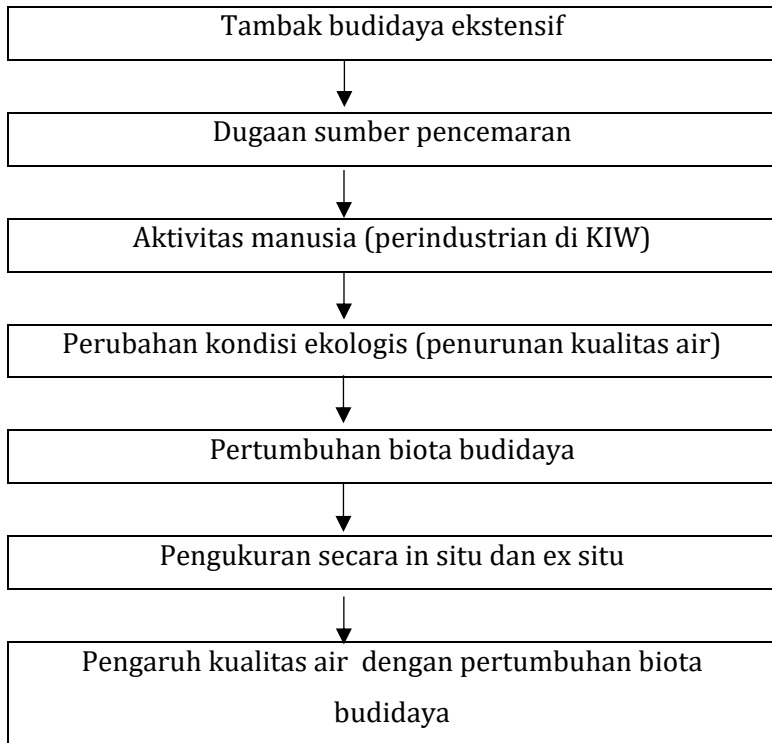 Tambak budidaya ekstensif
Dugaan sumber pencemaran
Aktivitas manusia (perindustrian di KIW)
Perubahan kondisi ekologis (penurunan kualitas air)
Pertumbuhan biota budidaya
Pengukuran secara in situ dan ex situ
Pengaruh kualitas air dengan pertumbuhan biota
budidaya